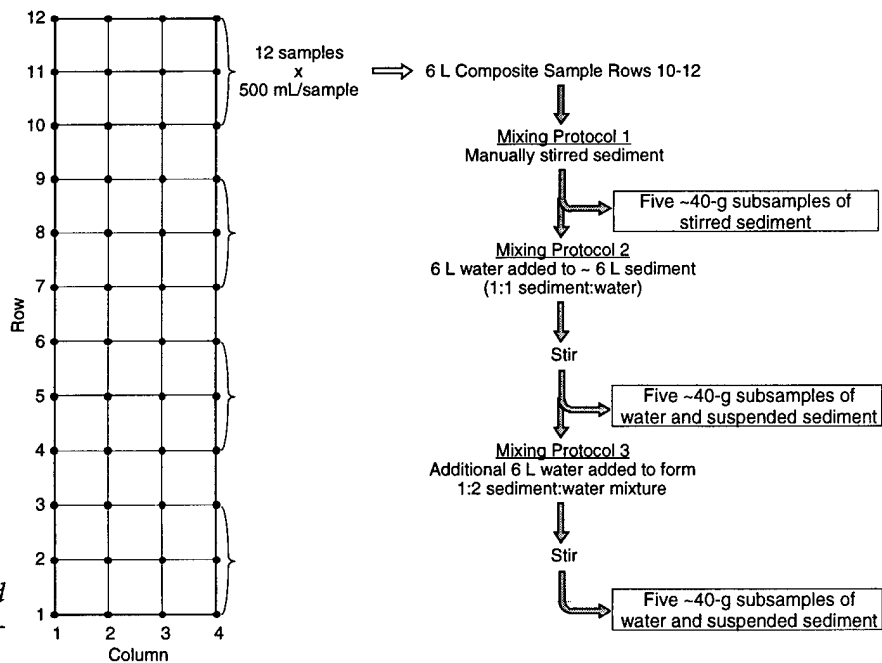 12
11
10
9
8
7
6
5
4
3
2
1
Row
1 2 3 4
Column
d
12 samples
x
500 mL/sample
6 L Composite Sample Rows 10-12
Mixing Protocol 1
Manually stirred sediment
Five ~40-g subsamples of
stirred sediment
Mixing Protocol 2
6 L water added to ~ 6 L sediment
(1:1 sediment:water)
Stir
Five ~40-g subsamples of
water and suspended sediment
Mixing Protocol 3
Additional 6 L water added to form
1:2 sediment:water mixture
Stir
Five ~40-g subsamples of
water and suspended sediment